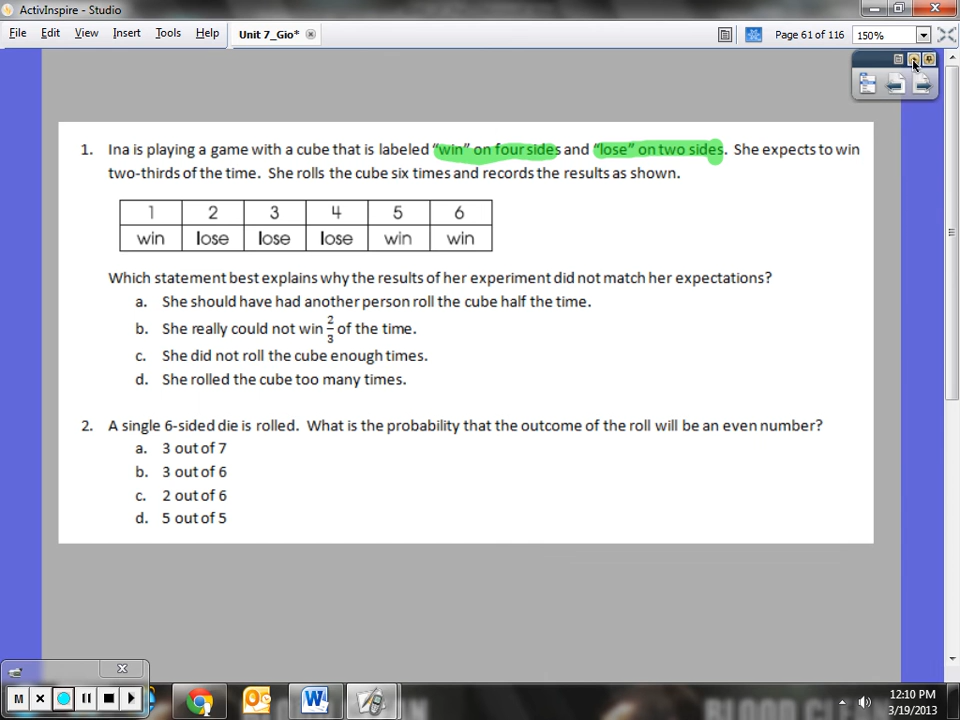 ActivInspire - Studio
File Edit View Insert Tools Help Unit 7_Gio* Page 61 of 116 150%
1. Ina is playing a game with a cube that is labeled “win” on four sides and “lose” on two sides. She expects to win
two-thirds of the time. She rolls the cube six times and records the results as shown.
1 2 3 4 5 6
win lose lose lose win win
Which statement best explains why the results of her experiment did not match her expectations?
a. She should have had another person roll the cube half the time.
b. She really could not win 2/3 of the time.
c. She did not roll the cube enough times.
d. She rolled the cube too many times.
2. A single 6-sided die is rolled. What is the probability that the outcome of the roll will be an even number?
a. 3 out of 7
b. 3 out of 6
c. 2 out of 6
d. 5 out of 5
M
12:10 PM
3/19/2013